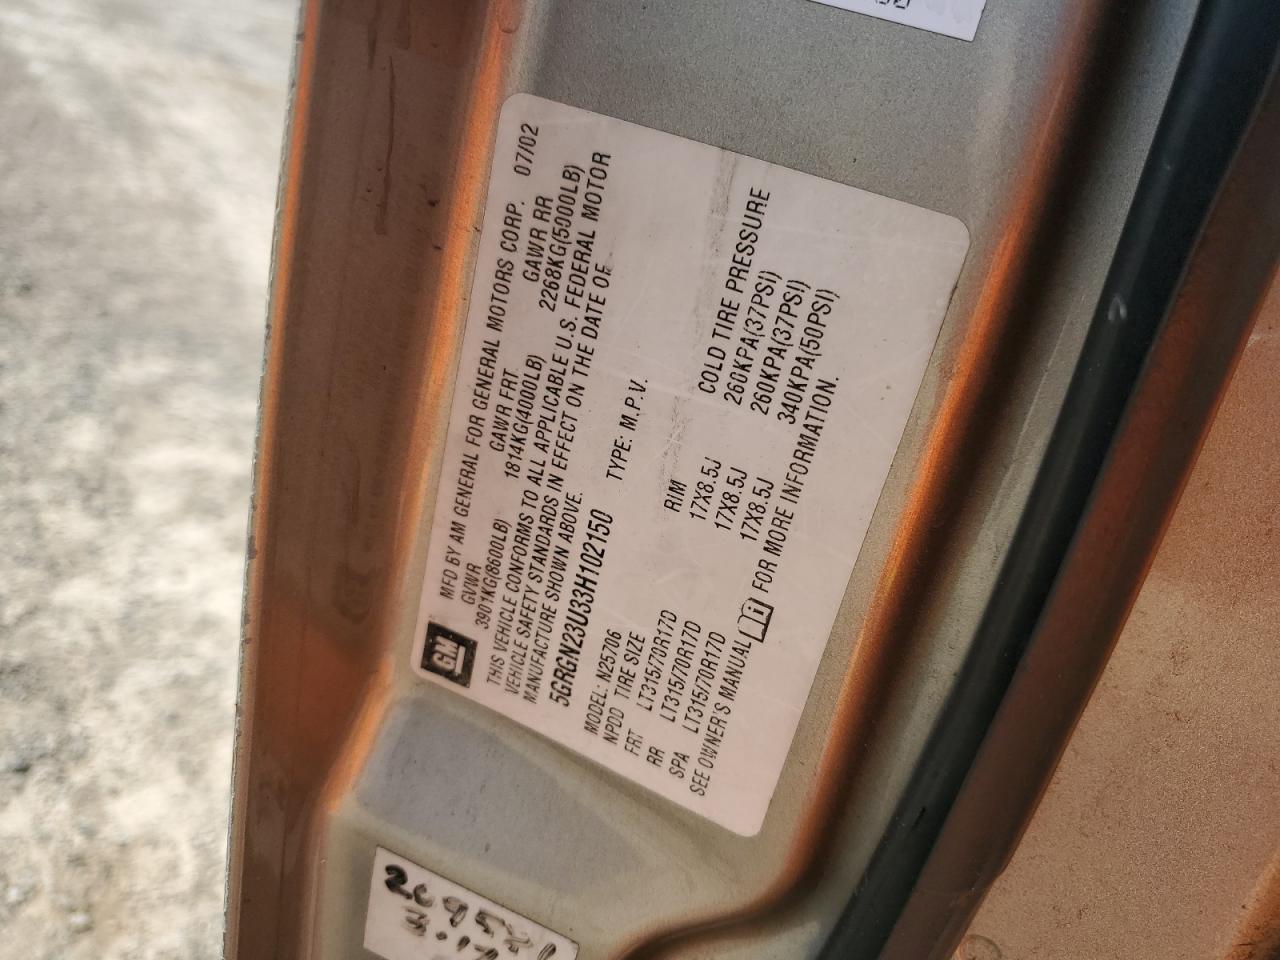 GM
MFD BY AM GENERAL FOR GENERAL MOTORS CORP. 07/02
GVWR GAWR FRT GAWR RR
3901KG(8600LB) 1814KG(4000LB) 2268KG(5000LB)
THIS VEHICLE CONFORMS TO ALL APPLICABLE U.S. FEDERAL MOTOR
VEHICLE SAFETY STANDARDS IN EFFECT ON THE DATE OF
MANUFACTURE SHOWN ABOVE.
5GRGN23U33H102150 TYPE: M.P.V.
MODEL: N25706
NPDD TIRE SIZE RIM COLD TIRE PRESSURE
FRT LT315/70R17D 17X8.5J 260KPA(37PSI)
RR LT315/70R17D 17X8.5J 260KPA(37PSI)
SPA LT315/70R17D 17X8.5J 340KPA(50PSI)
SEE OWNER'S MANUAL i FOR MORE INFORMATION.